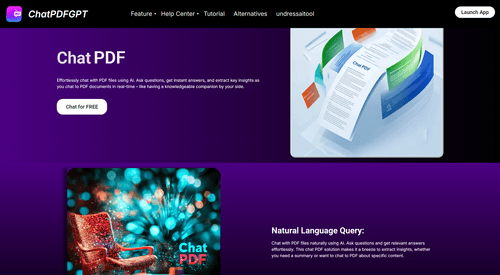 ChatPDFGPT
Feature Help Center Tutorial Alternatives undressaitool
Launch App
Chat PDF
Effortlessly chat with PDF files using AI. Ask questions, get instant answers, and extract key insights as
you chat to PDF documents in real-time – like having a knowledgeable companion by your side.
Chat for FREE
Chat PDF
Chat
PDF
Natural Language Query:
Chat with PDF files naturally using AI. Ask questions and get relevant answers
effortlessly. This chat PDF solution makes it a breeze to extract insights, whether
you need a summary or want to chat to PDF about specific content.